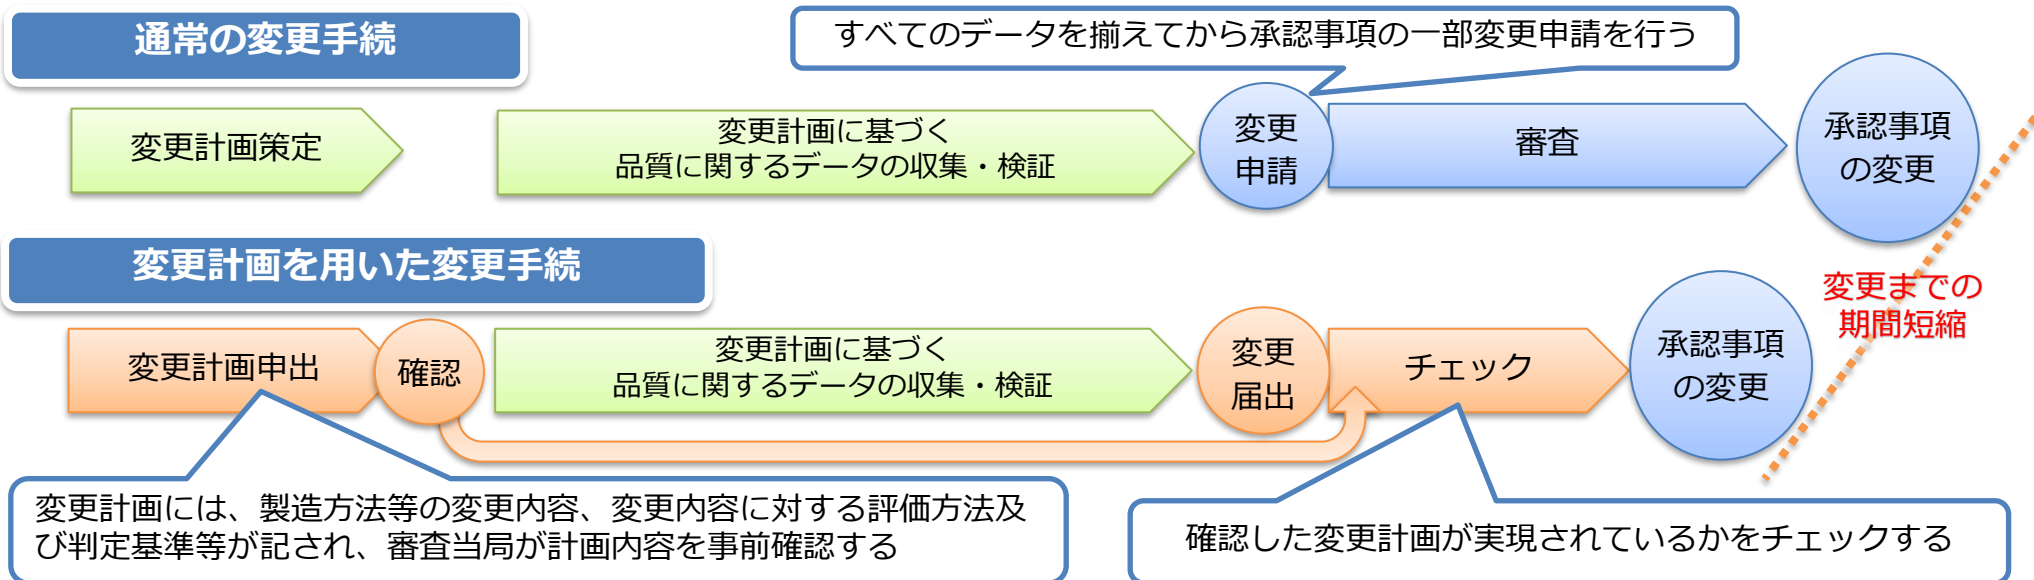 通常の変更手続
すべてのデータを揃えてから承認事項の一部変更申請を行う
変更計画策定
変更計画に基づく
品質に関するデータの収集・検証
変更
申請
審査
承認事項
の変更
変更計画を用いた変更手続
変更計画申出
確認
変更計画に基づく
品質に関するデータの収集・検証
変更
届出
チェック
承認事項
の変更
変更までの
期間短縮
変更計画には、製造方法等の変更内容、変更内容に対する評価方法及
び判定基準等が記され、審査当局が計画内容を事前確認する
確認した変更計画が実現されているかをチェックする